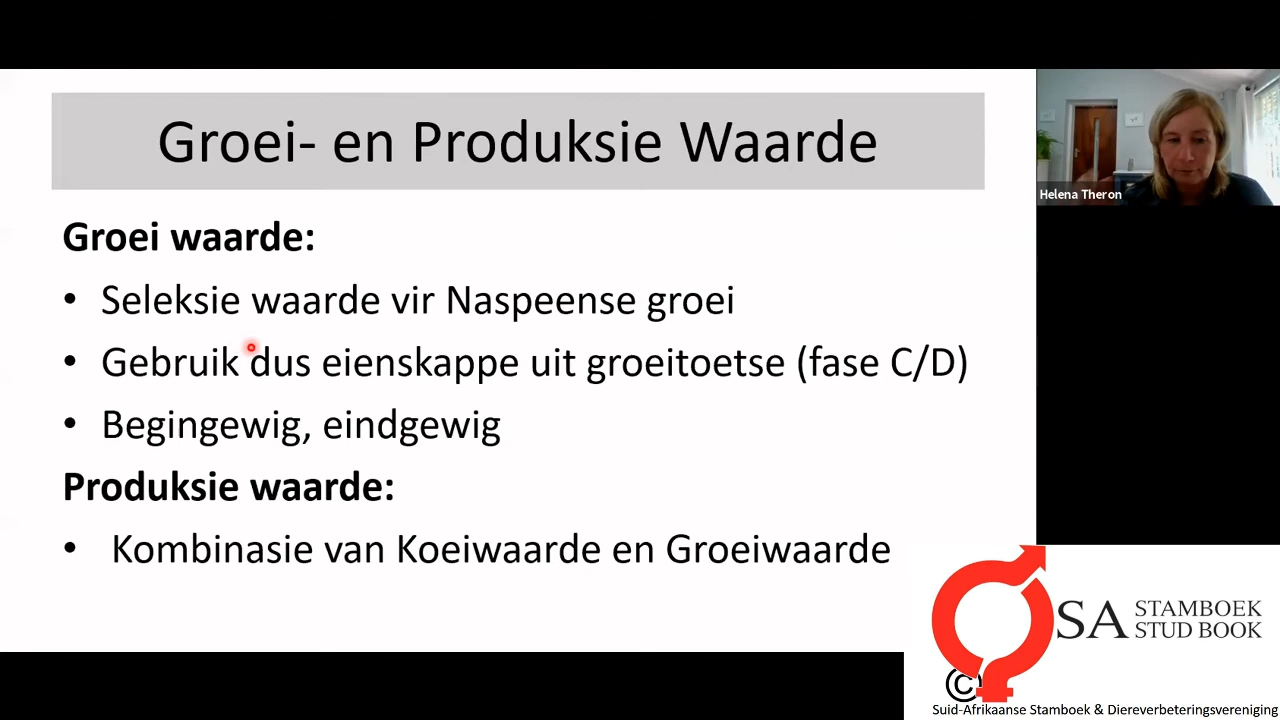 Groei- en Produksie Waarde
Groei waarde:
• Seleksie waarde vir Naspeense groei
• Gebruik dus eienskappe uit groeitoetse (fase C/D)
• Begingewig, eindgewig
Produksie waarde:
• Kombinasie van Koeiwaarde en Groeiwaarde
Helena Theron
SA STAMBOEK
STUD BOOK
©
Suid-Afrikaanse Stamboek & Diereverbeteringsvereniging